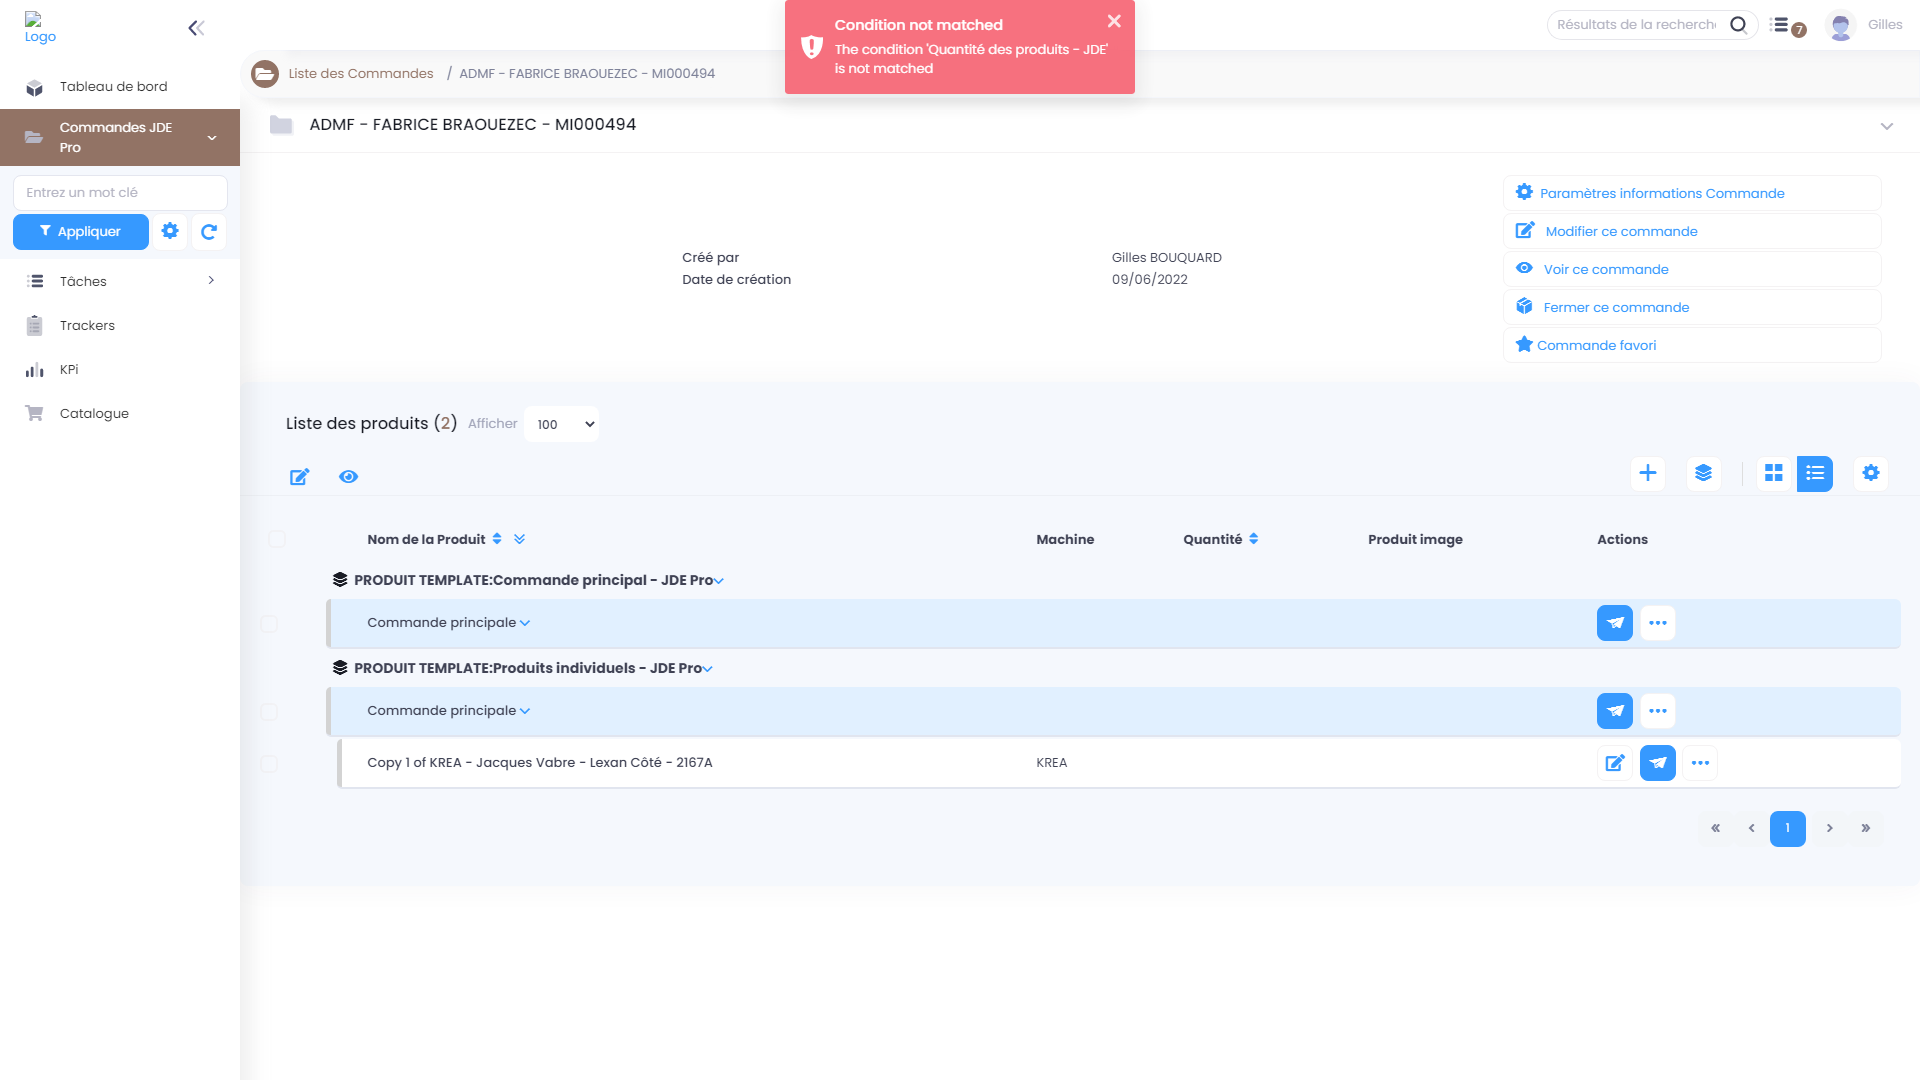 Logo
Condition not matched
The condition 'Quantité des produits - JDE'
is not matched
7
Gilles
Liste des Commandes / ADMF - FABRICE BRAOUEZEC - MI000494
Tableau de bord
Commandes JDE
Pro
Entrez un mot clé
Appliquer
Tâches
Trackers
KPi
Catalogue
ADMF - FABRICE BRAOUEZEC - MI000494
Créé par
Gilles BOUQUARD
Date de création
09/06/2022
Paramètres informations Commande
Modifier ce commande
Voir ce commande
Fermer ce commande
Commande favori
Résultats de la recherch
Liste des produits (2) Afficher 100
Nom de la Produit
Machine
Quantité
Produit image
Actions
PRODUIT TEMPLATE:Commande principal - JDE Pro
Commande principale
PRODUIT TEMPLATE:Produits individuels - JDE Pro
Commande principale
Copy 1 of KREA - Jacques Vabre - Lexan Côté - 2167A
KREA
« ‹ 1 › »